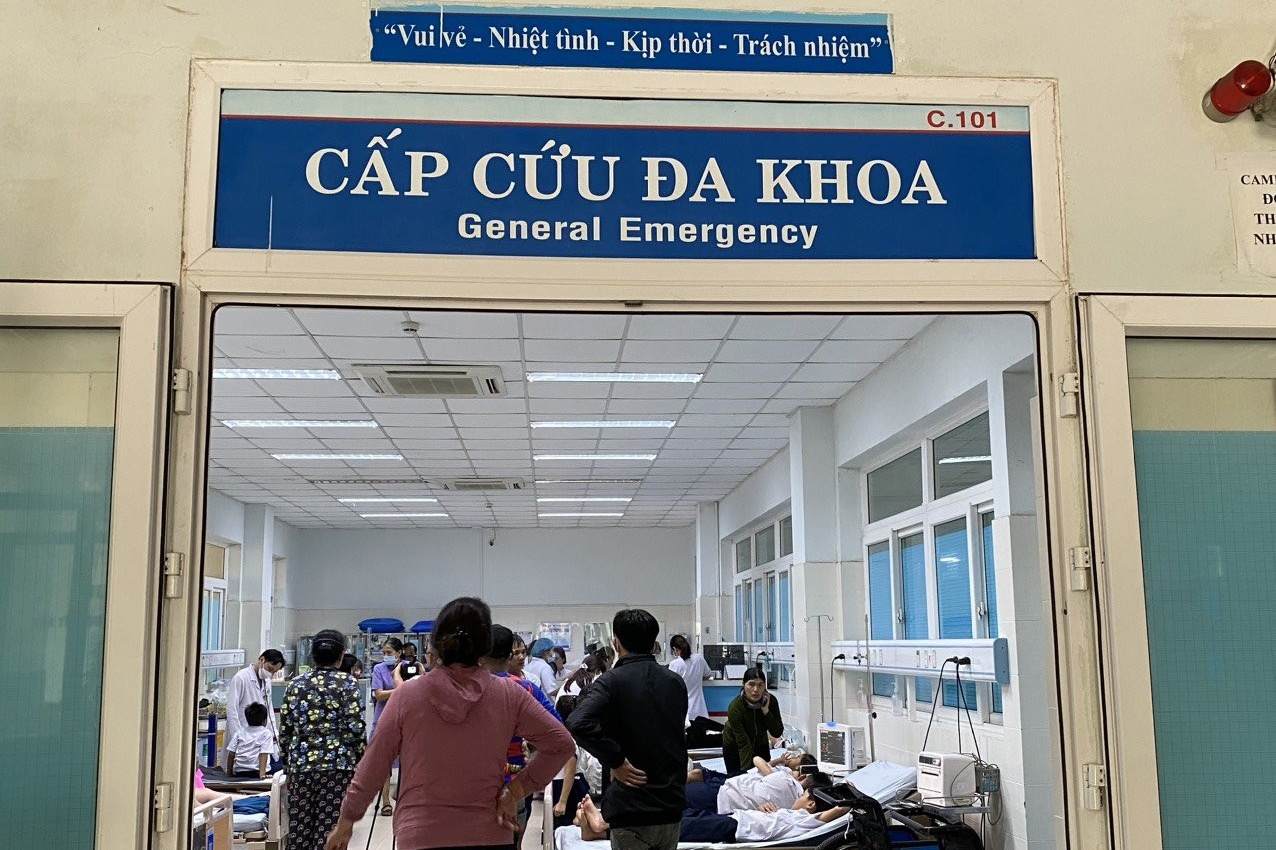 “Vui vẻ - Nhiệt tình - Kịp thời - Trách nhiệm”
C.101
CẤP CỨU ĐA KHOA
General Emergency